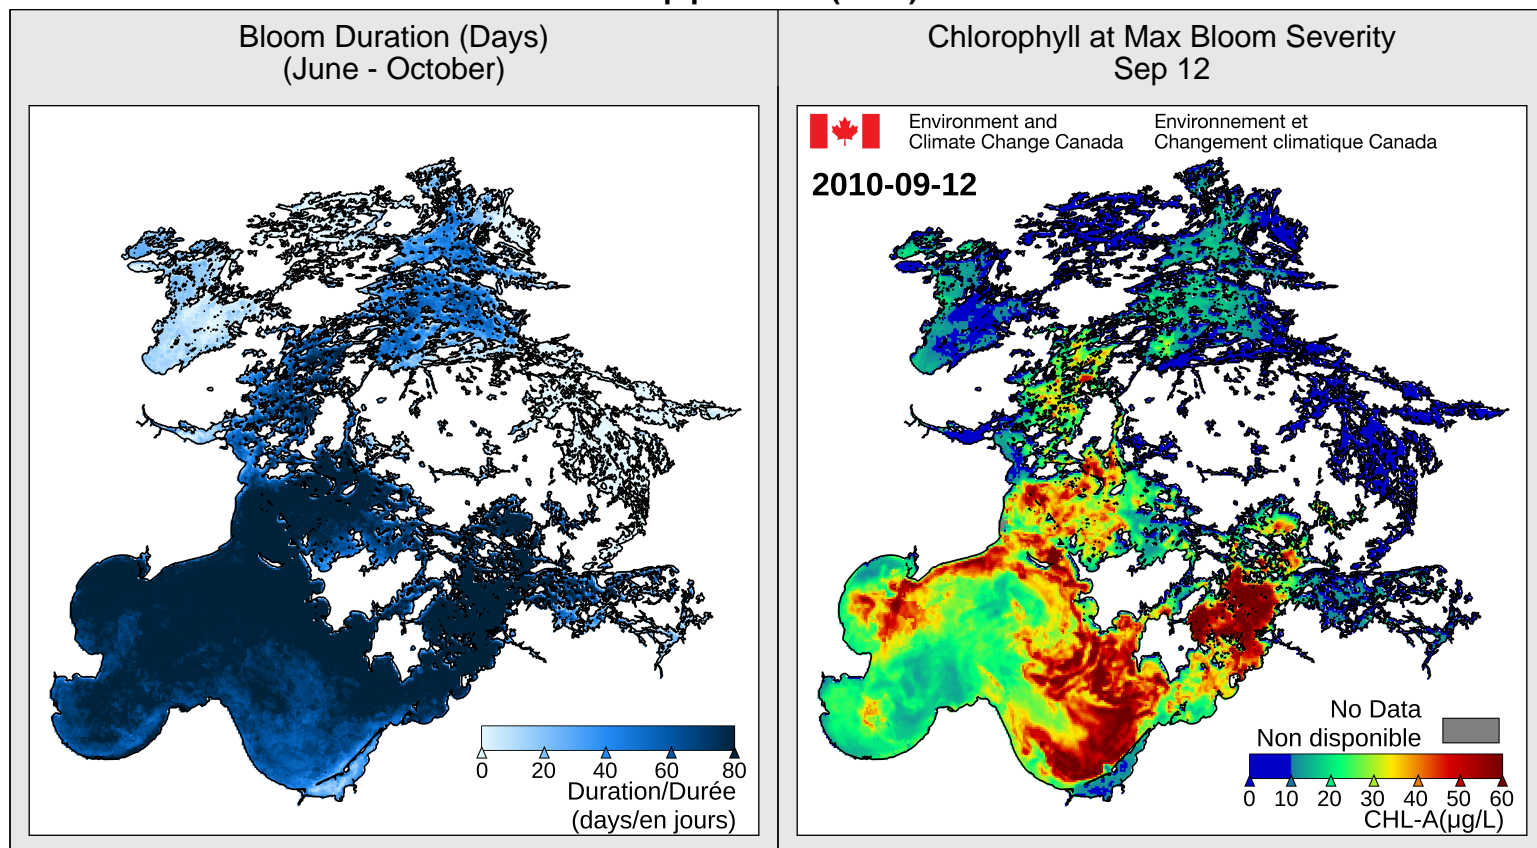 Bloom Duration (Days)
(June - October)
0 20 40 60 80
Duration/Durée
(days/en jours)
Chlorophyll at Max Bloom Severity
Sep 12
Environment and
Climate Change Canada
Environnement et
Changement climatique Canada
2010-09-12
No Data
Non disponible
0 10 20 30 40 50 60
CHL-A(µg/L)